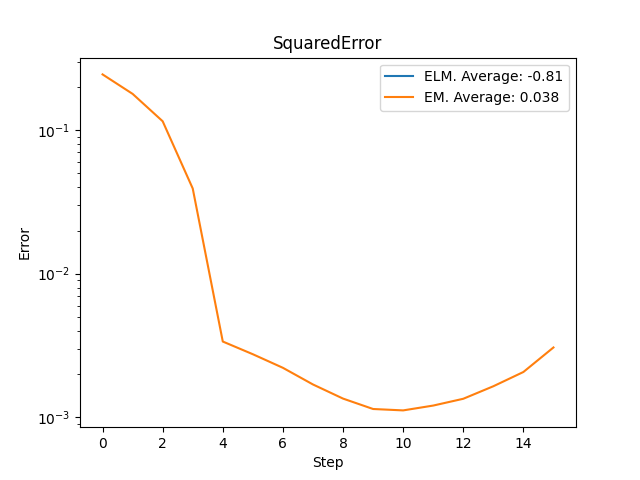 SquaredError
ELM. Average: -0.81
EM. Average: 0.038
Error
10⁻¹
10⁻²
10⁻³
0 2 4 6 8 10 12 14
Step